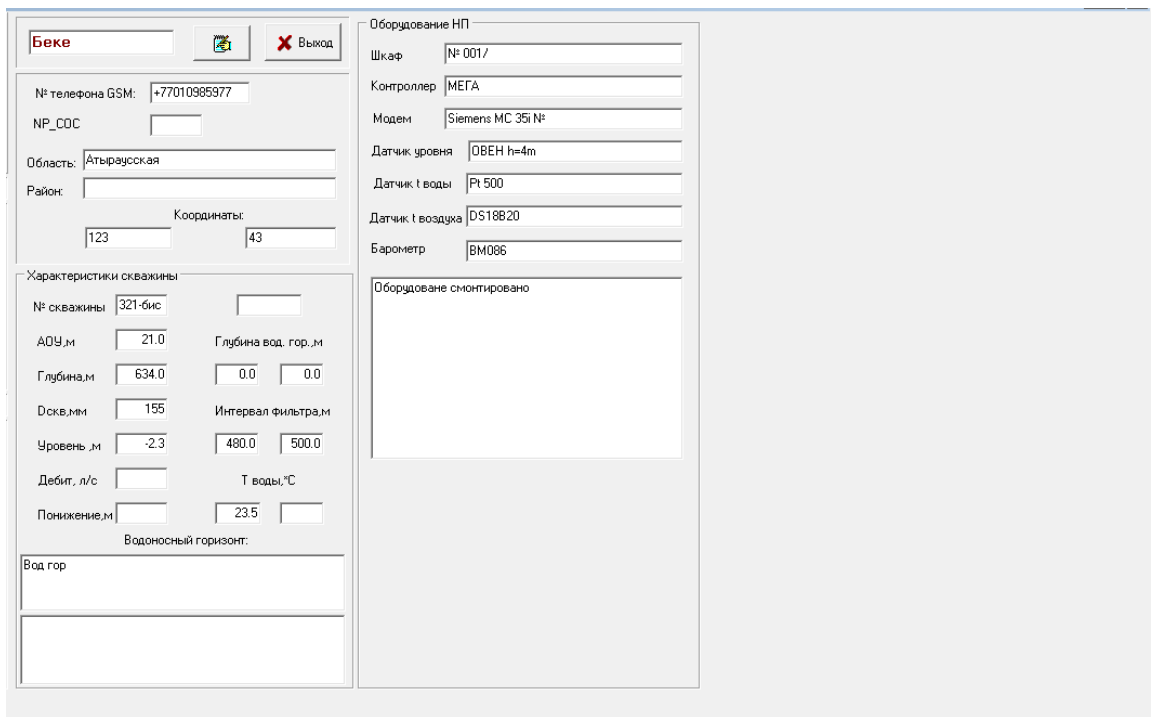 Беке
Выход
№ телефона GSM: +77010985977
NP_COC
Область: Атыраусская
Район:
Координаты:
123 43
Характеристики скважины
№ скважины 321-бис
АОУ,м 21.0 Глубина вод. гор.,м
Глубина,м 634.0 0.0 0.0
Dскв,мм 155 Интервал фильтра,м
Уровень ,м -2.3 480.0 500.0
Дебит, л/с Т воды,*С
Понижение,м 23.5
Водоносный горизонт:
Вод гор
Оборудование НП
Шкаф № 001/
Контроллер МЕГА
Модем Siemens MC 35i №
Датчик уровня ОВЕН h=4m
Датчик t воды Pt 500
Датчик t воздуха DS18B20
Барометр BM086
Оборудоване смонтировано